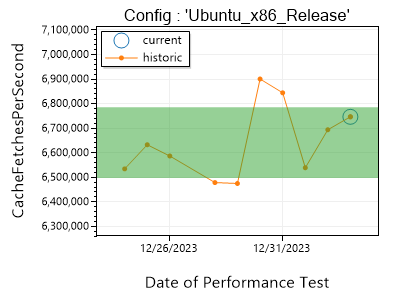 Config : 'Ubuntu_x86_Release'
7,100,000
7,000,000
6,900,000
6,800,000
6,700,000
6,600,000
6,500,000
6,400,000
6,300,000
CacheFetchesPerSecond
current
historic
12/26/2023
12/31/2023
Date of Performance Test